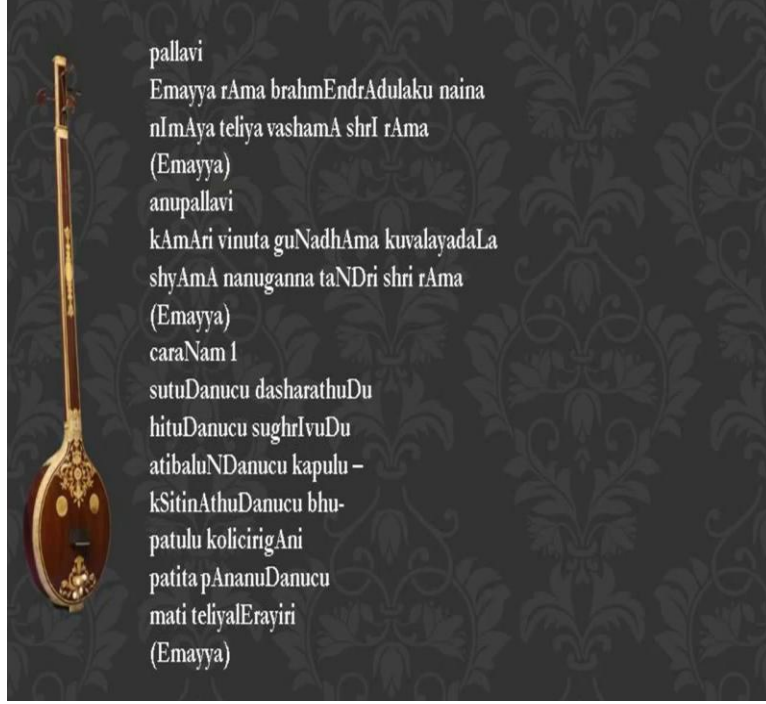 pallavi
Emayya rAma brahmEndrAdulaku naina
nImAya teliya vashamA shrI rAma
(Emayya)
anupallavi
kAmAri vinuta guNadhAma kuvalayadaLa
shyAmA nanuganna taNDri shri rAma
(Emayya)
caraNam 1
sutuDanucu dasharathuDu
hituDanucu sughrIvuDu
atibaluNDanucu kapulu –
kSitinAthuDanucu bhu-
patulu kolicirigAni
patita pAnanuDanucu
mati teliyalErayiri
(Emayya)